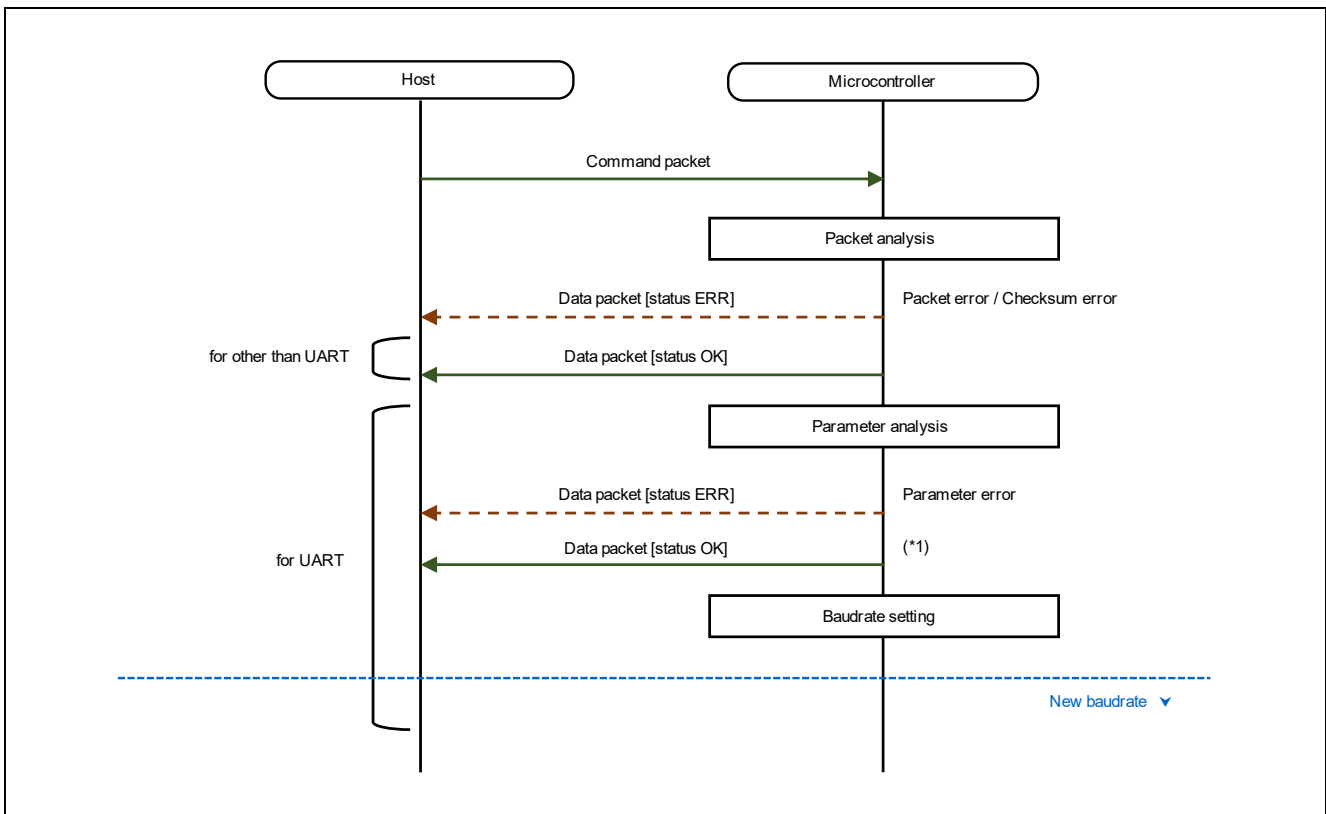 Host
Microcontroller
Command packet
Packet analysis
Data packet [status ERR]
Packet error / Checksum error
for other than UART
Data packet [status OK]
Parameter analysis
Data packet [status ERR]
Parameter error
for UART
Data packet [status OK]
(*1)
Baudrate setting
New baudrate